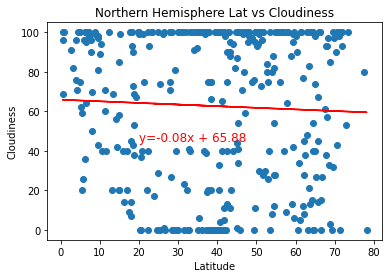 Northern Hemisphere Lat vs Cloudiness
100
80
60
40
20
0
Cloudiness
y=-0.08x + 65.88
0 10 20 30 40 50 60 70 80
Latitude